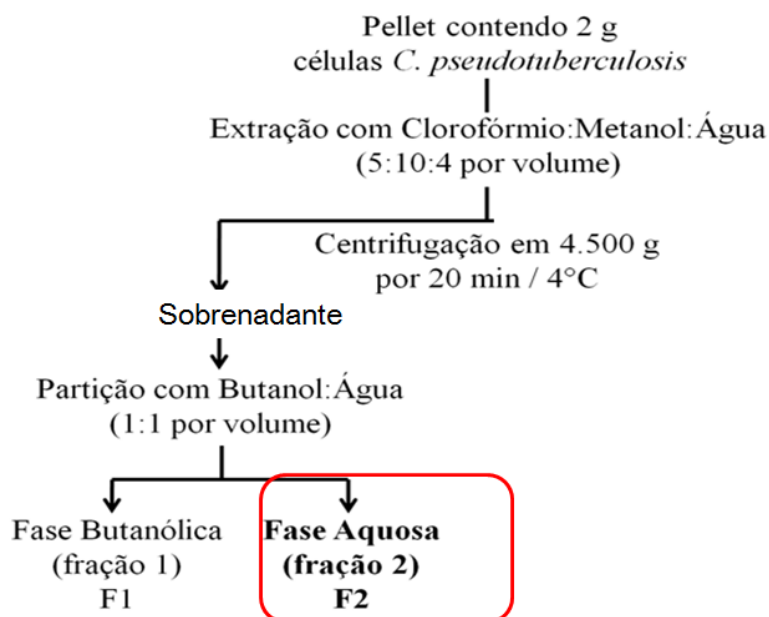 Pellet contendo 2 g
células C. pseudotuberculosis
Extração com Clorofórmio:Metanol:Água
(5:10:4 por volume)
Centrifugação em 4.500 g
por 20 min / 4°C
Sobrenadante
Partição com Butanol:Água
(1:1 por volume)
Fase Butanólica
(fração 1)
F1
Fase Aquosa
(fração 2)
F2